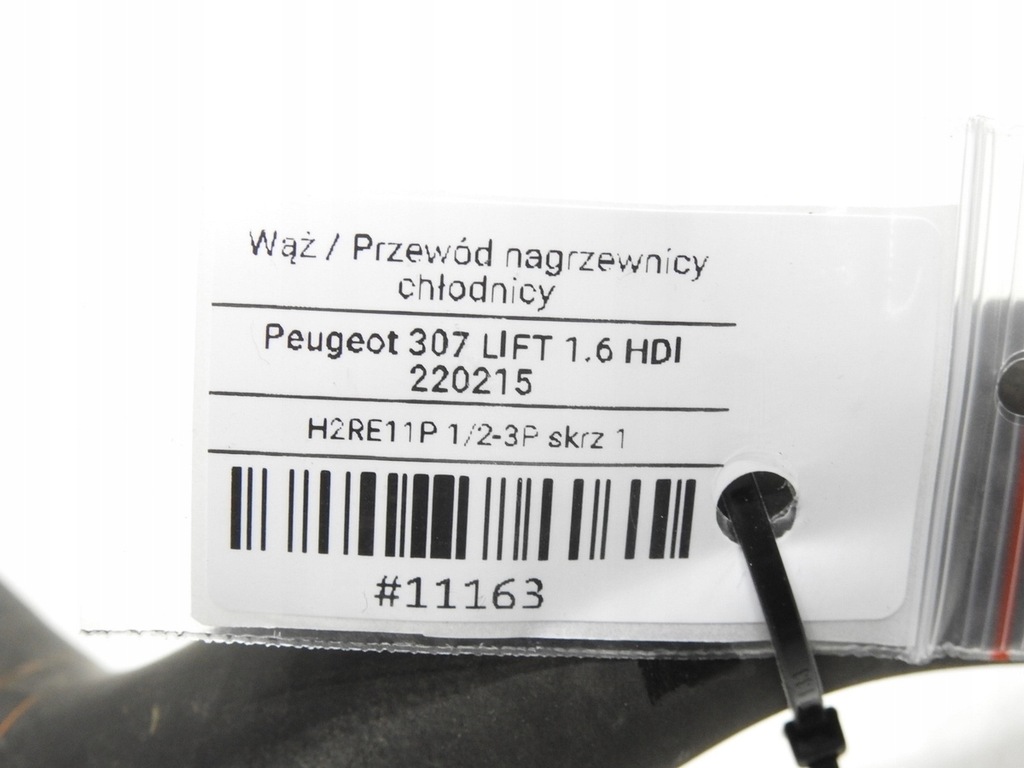 Wąż / Przewód nagrzewnicy
chłodnicy
Peugeot 307 LIFT 1.6 HDI
220215
H2RE11P 1/2-3P skrz 1
#11163